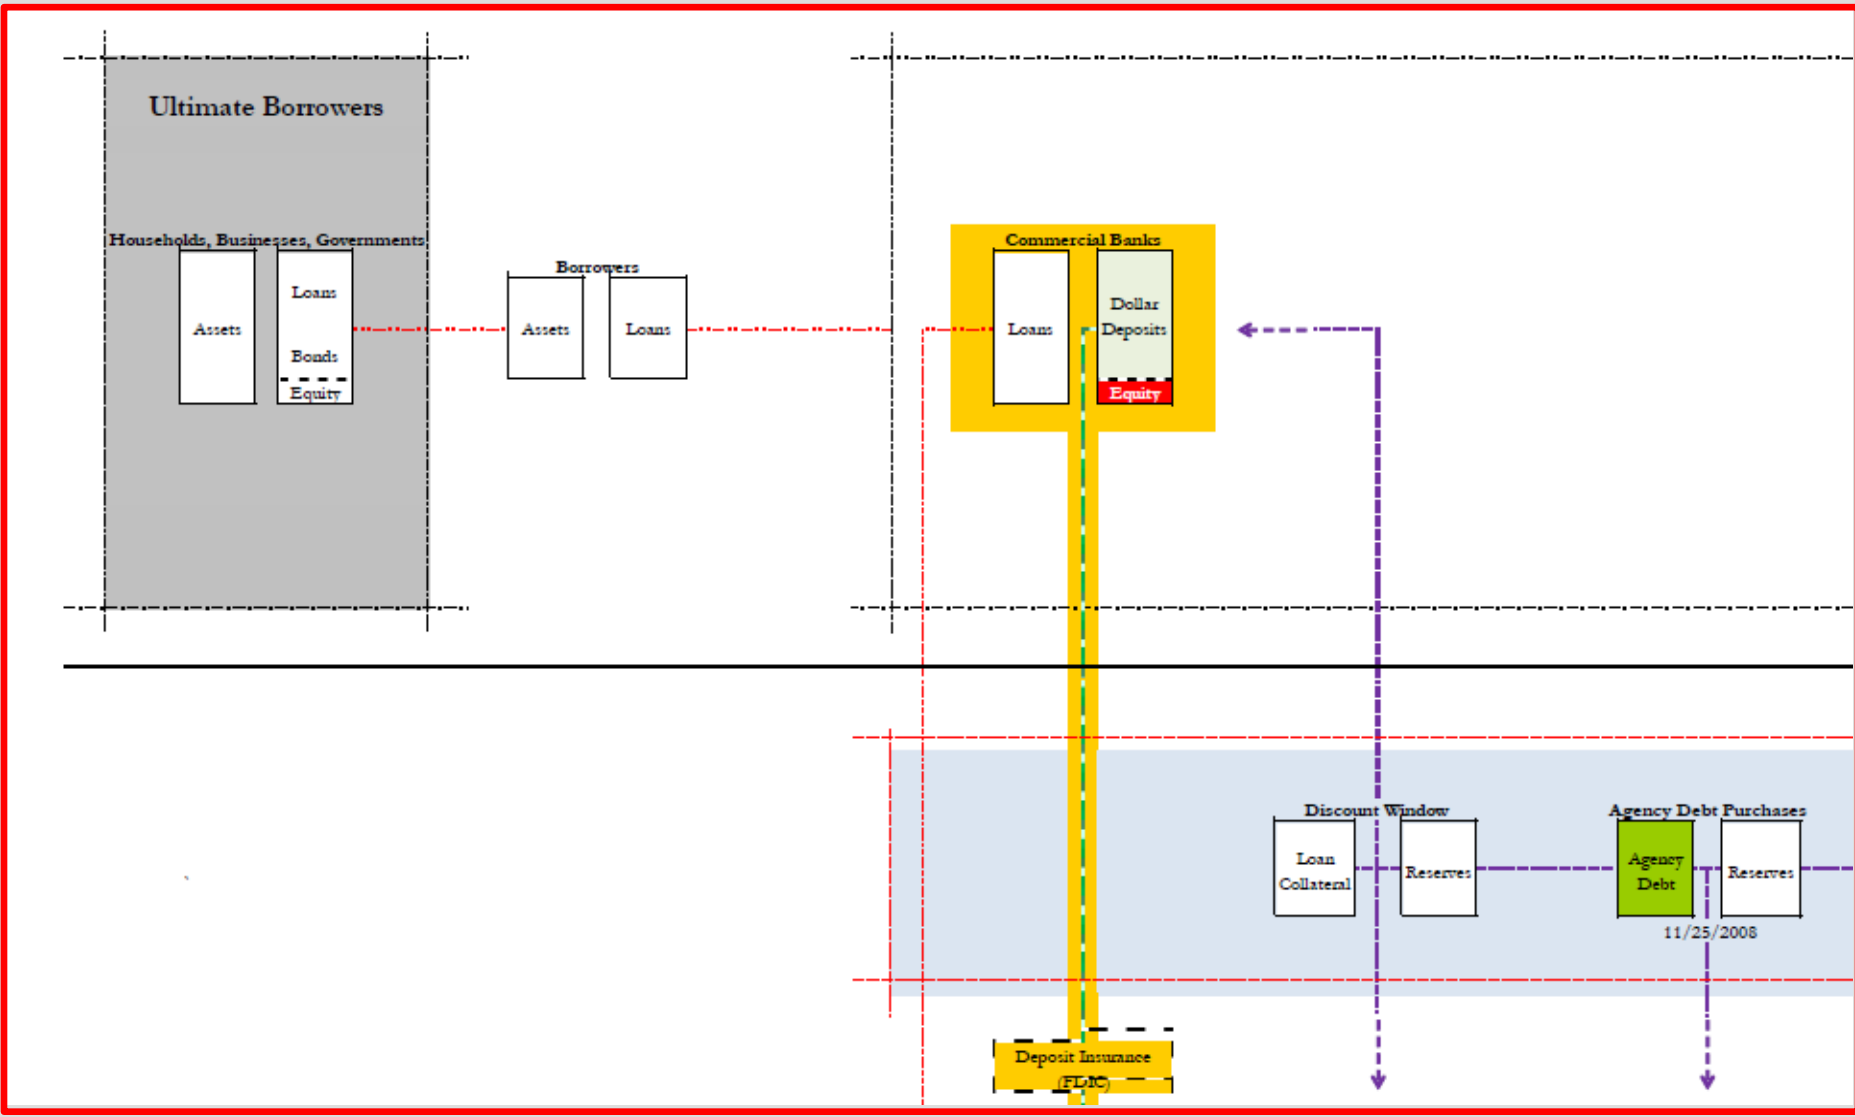 Ultimate Borrowers
Households, Businesses, Governments
Assets
Loans
Bonds
Equity
Borrowers
Assets
Loans
Commercial Banks
Loans
Dollar
Deposits
Equity
Discount Window
Loan
Collateral
Reserves
Agency Debt Purchases
Agency
Debt
Reserves
11/25/2008
Deposit Insurance
(FDIC)